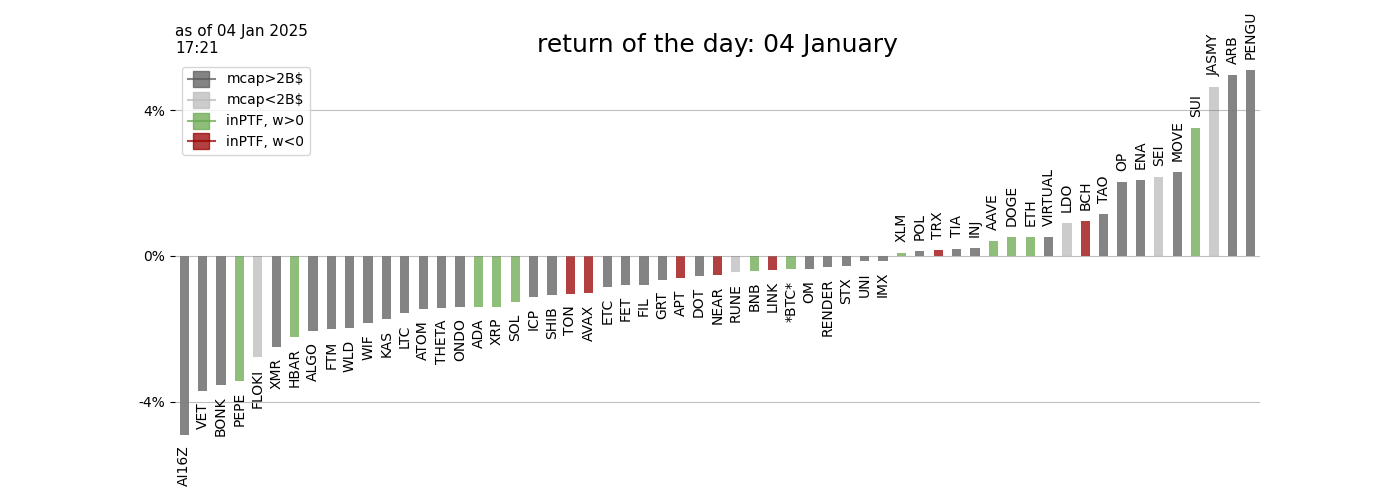 as of 04 Jan 2025
17:21
return of the day: 04 January
mcap>2B$
mcap<2B$
inPTF, w>0
inPTF, w<0
4%
0%
-4%
AI16Z
VET
BONK
PEPE
FLOKI
XMR
HBAR
ALGO
FTM
WLD
WIF
KAS
LTC
ATOM
THETA
ONDO
ADA
XRP
SOL
ICP
SHIB
TON
AVAX
ETC
FET
FIL
GRT
APT
DOT
NEAR
RUNE
BNB
LINK
*BTC*
OM
RENDER
STX
UNI
IMX
XLM
POL
TRX
TIA
INJ
AAVE
DOGE
ETH
VIRTUAL
LDO
BCH
TAO
OP
ENA
SEI
MOVE
SUI
JASMY
ARB
PENGU